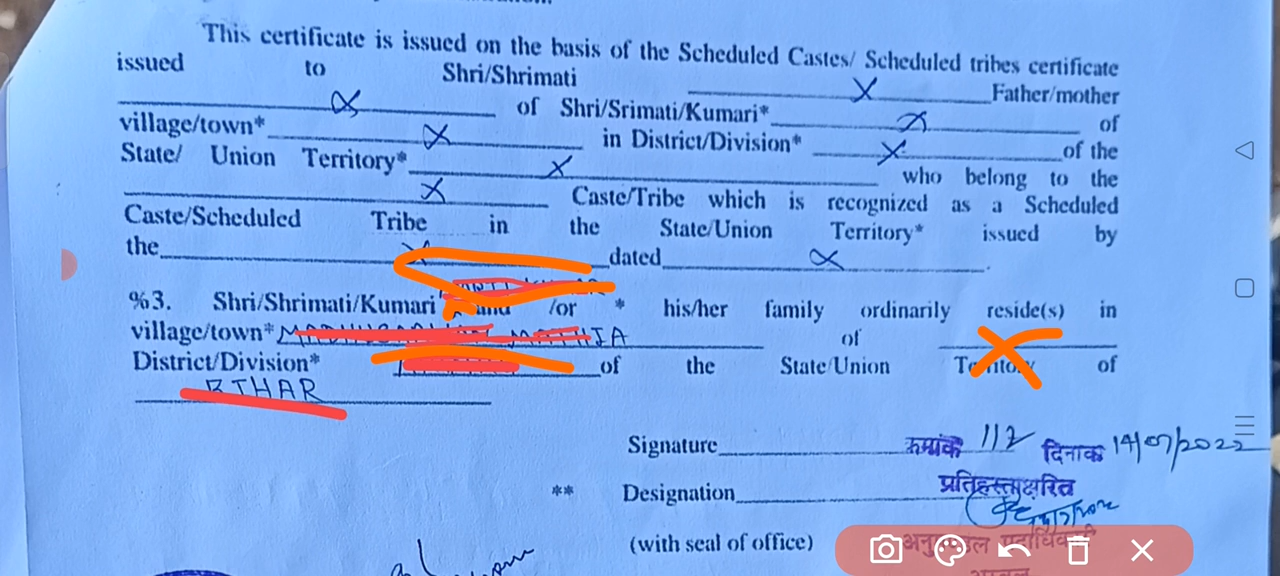 This certificate is issued on the basis of the Scheduled Castes/ Scheduled tribes certificate
issued to Shri/Shrimati X Father/mother
of Shri/Srimati/Kumari* of
village/town* in District/Division* X of the
State/ Union Territory* X who belong to the
X Caste/Tribe which is recognized as a Scheduled
Caste/Scheduled Tribe in the State/Union Territory* issued by
the dated
%3. Shri/Shrimati/Kumari and /or * his/her family ordinarily reside(s) in
village/town* of
District/Division* of the State/Union Territory of
BIHAR
Signature क्रमांक 112 दिनांक 14/07/2022
** Designation प्रतिहस्ताक्षरित
(with seal of office)